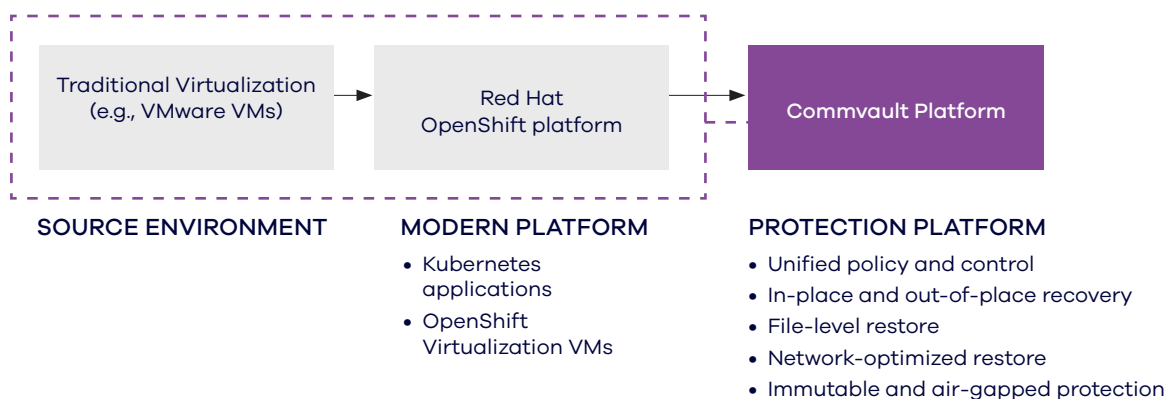 Traditional Virtualization
(e.g., VMware VMs)
Red Hat
OpenShift platform
Commvault Platform
SOURCE ENVIRONMENT
MODERN PLATFORM
• Kubernetes
applications
• OpenShift
Virtualization VMs
PROTECTION PLATFORM
• Unified policy and control
• In-place and out-of-place recovery
• File-level restore
• Network-optimized restore
• Immutable and air-gapped protection